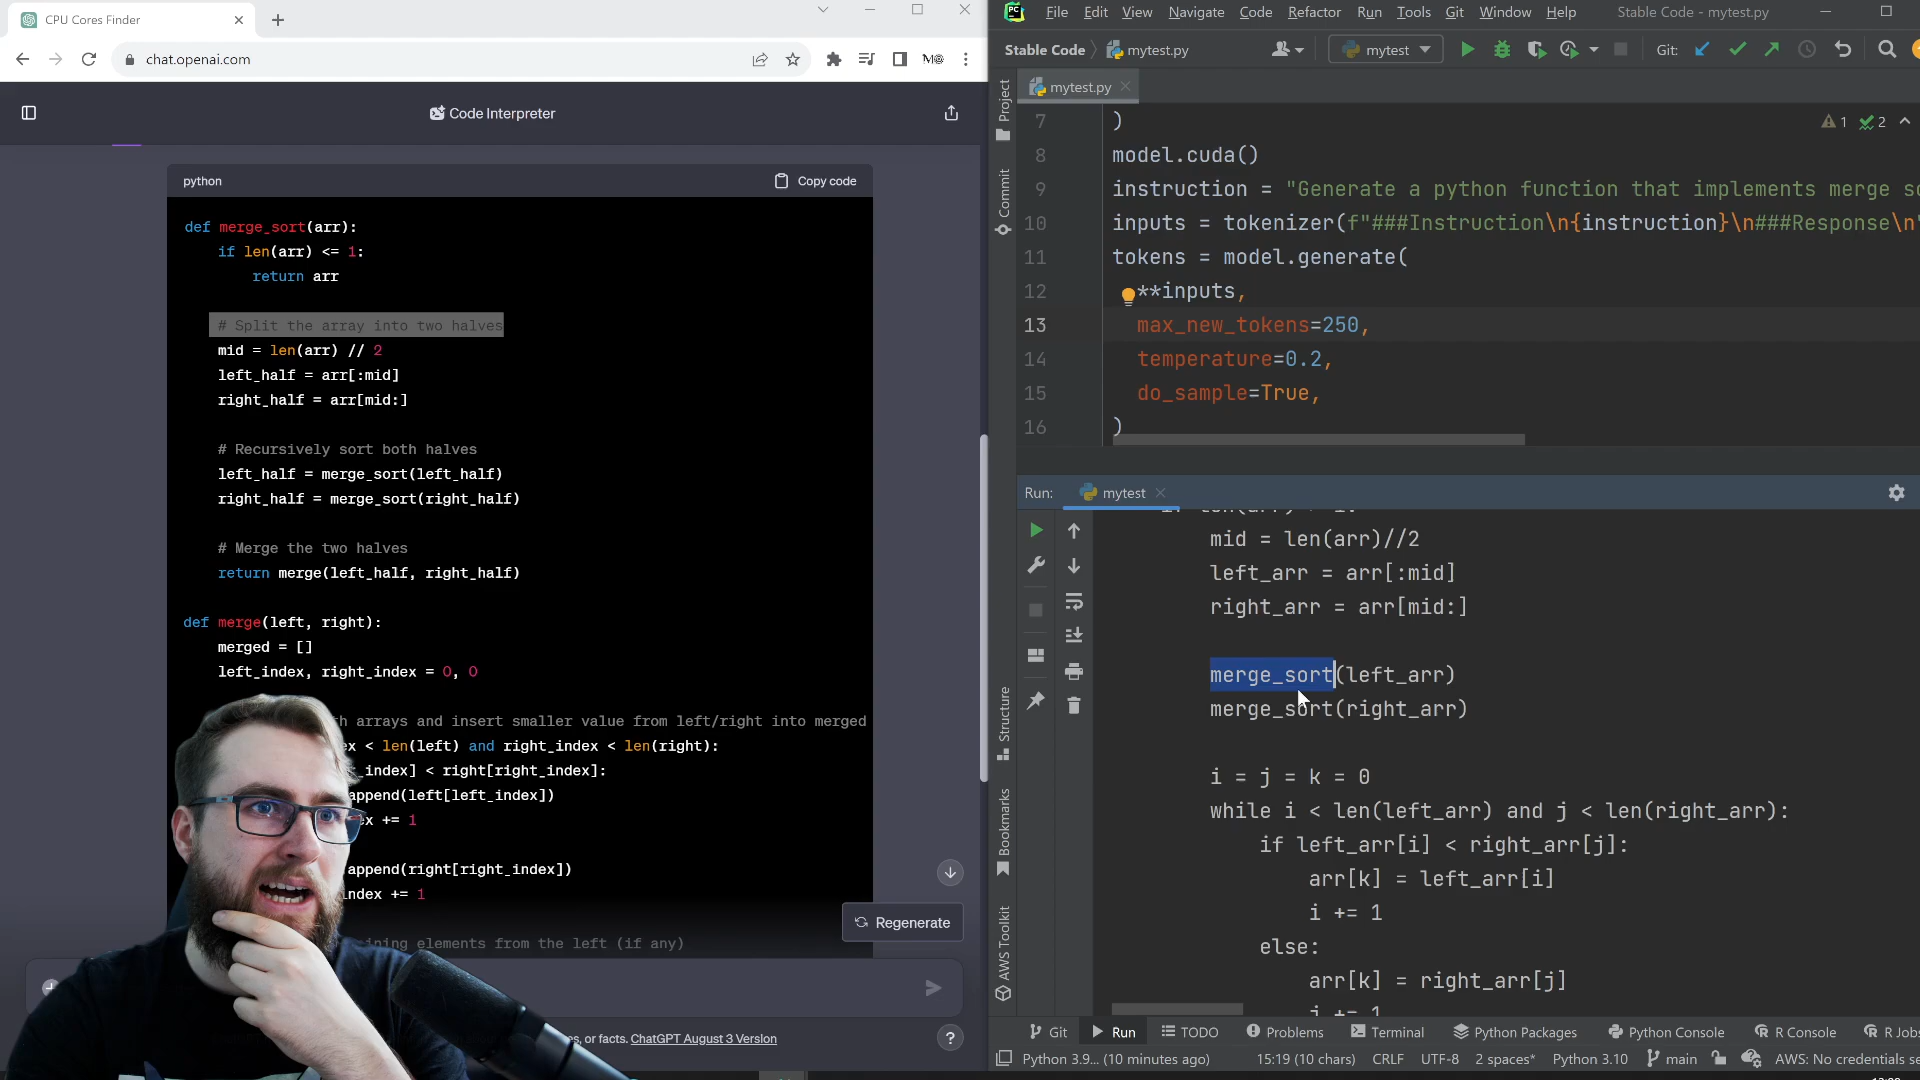 CPU Cores Finder
chat.openai.com
Code Interpreter
python
Copy code
def merge_sort(arr):
if len(arr) <= 1:
return arr
# Split the array into two halves
mid = len(arr) // 2
left_half = arr[:mid]
right_half = arr[mid:]
# Recursively sort both halves
left_half = merge_sort(left_half)
right_half = merge_sort(right_half)
# Merge the two halves
return merge(left_half, right_half)
def merge(left, right):
merged = []
left_index, right_index = 0, 0
arrays and insert smaller value from left/right into merged
< len(left) and right_index < len(right):
_index] < right[right_index]:
append(left[left_index])
+= 1
append(right[right_index])
index += 1
elements from the left (if any)
Regenerate
or facts. ChatGPT August 3 Version
?
PC File Edit View Navigate Code Refactor Run Tools Git Window Help Stable Code - mytest.py
Stable Code mytest.py mytest Git:
mytest.py
Project
Commit
Structure
Bookmarks
AWS Toolkit
1 2
7 )
8 model.cuda()
9 instruction = "Generate a python function that implements merge
10 inputs = tokenizer(f"###Instruction\n{instruction}\n###Response\n
11 tokens = model.generate(
12 **inputs,
13 max_new_tokens=250,
14 temperature=0.2,
15 do_sample=True,
16 )
Run: mytest
mid = len(arr)//2
left_arr = arr[:mid]
right_arr = arr[mid:]
merge_sort(left_arr)
merge_sort(right_arr)
i = j = k = 0
while i < len(left_arr) and j < len(right_arr):
if left_arr[i] < right_arr[j]:
arr[k] = left_arr[i]
i += 1
else:
arr[k] = right_arr[j]
j += 1
Git Run TODO Problems Terminal Python Packages Python Console R Console R Jobs
Python 3.9... (10 minutes ago) 15:19 (10 chars) CRLF UTF-8 2 spaces* Python 3.10 main AWS: No credentials